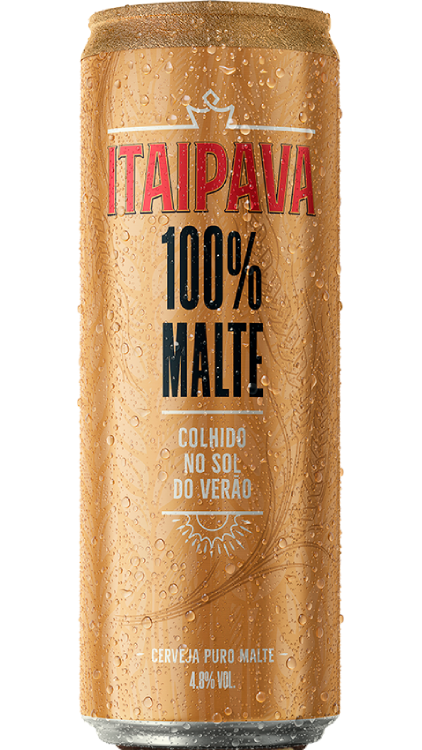 ITAIPAVA
100%
MALTE
COLHIDO
NO SOL
DO VERÃO
– CERVEJA PURO MALTE –
4.8% VOL.